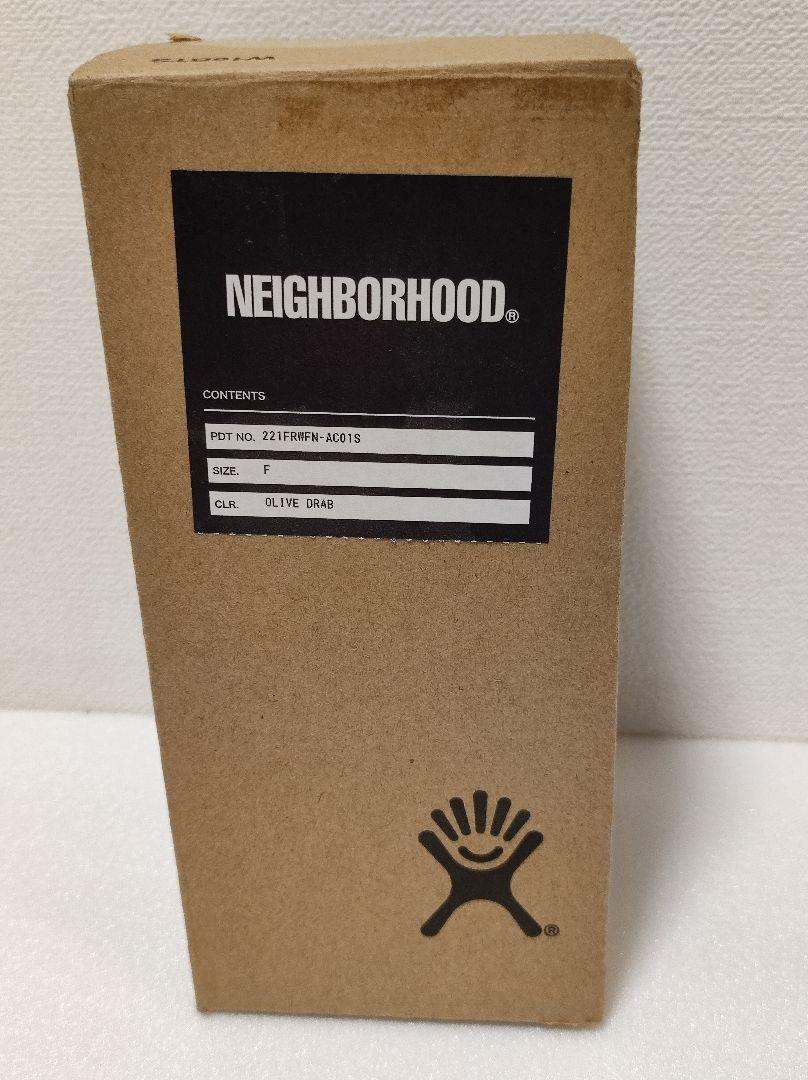 NEIGHBORHOOD®
CONTENTS
PDT NO. 221FRWFN-AC01S
SIZE. F
CLR. OLIVE DRAB
®